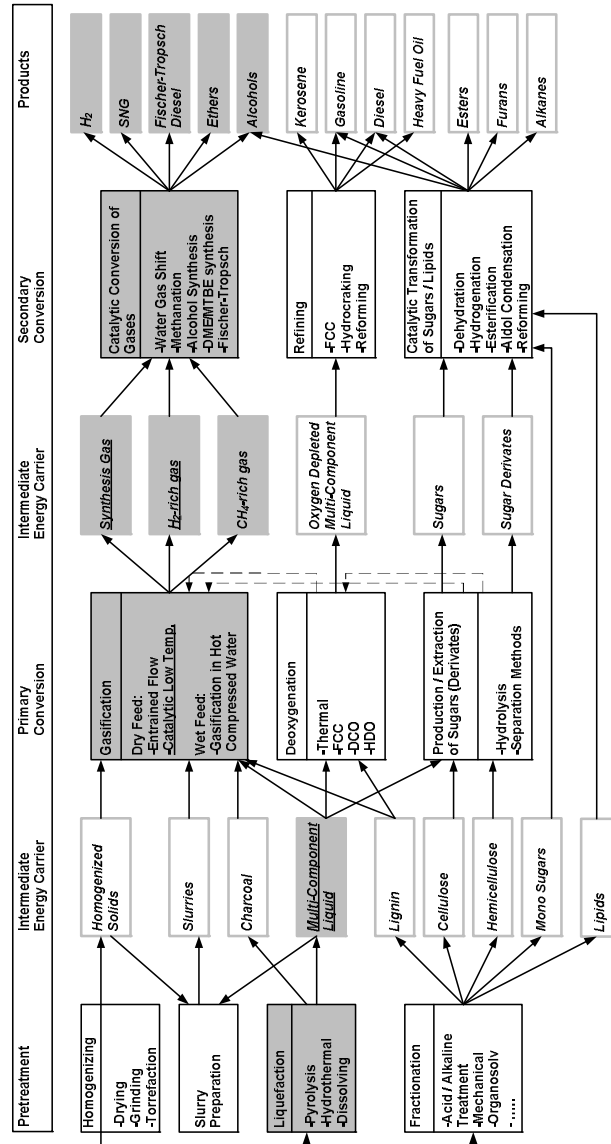 Pretreatment
Intermediate
Energy Carrier
Primary
Conversion
Intermediate
Energy Carrier
Secondary
Conversion
Products
Homogenizing
-Drying
-Grinding
-Torrefaction
Slurry
Preparation
Liquefaction
-Pyrolysis
-Hydrothermal
-Dissolving
Fractionation
-Acid / Alkaline
Treatment
-Mechanical
-Organosolv
-.....
Homogenized
Solids
Slurries
Charcoal
Multi-Component
Liquid
Lignin
Cellulose
Hemicellulose
Mono Sugars
Lipids
Gasification
Dry Feed:
-Entrained Flow
-Catalytic Low Temp.
Wet Feed:
-Gasification in Hot
Compressed Water
Deoxygenation
-Thermal
-FCC
-DCO
-HDO
Production / Extraction
of Sugars (Derivates)
-Hydrolysis
-Separation Methods
Synthesis Gas
H2-rich gas
CH4-rich gas
Oxygen Depleted
Multi-Component
Liquid
Sugars
Sugar Derivates
Catalytic Conversion of
Gases
-Water Gas Shift
-Methanation
-Alcohol Synthesis
-DME/MTBE synthesis
-Fischer-Tropsch
Refining
-FCC
-Hydrocraking
-Reforming
Catalytic Transformation
of Sugars / Lipids
-Dehydration
-Hydrogenation
-Esterification
-Aldol Condensation
-Reforming
H2
SNG
Fischer-Tropsch
Diesel
Ethers
Alcohols
Kerosene
Gasoline
Diesel
Heavy Fuel Oil
Esters
Furans
Alkanes